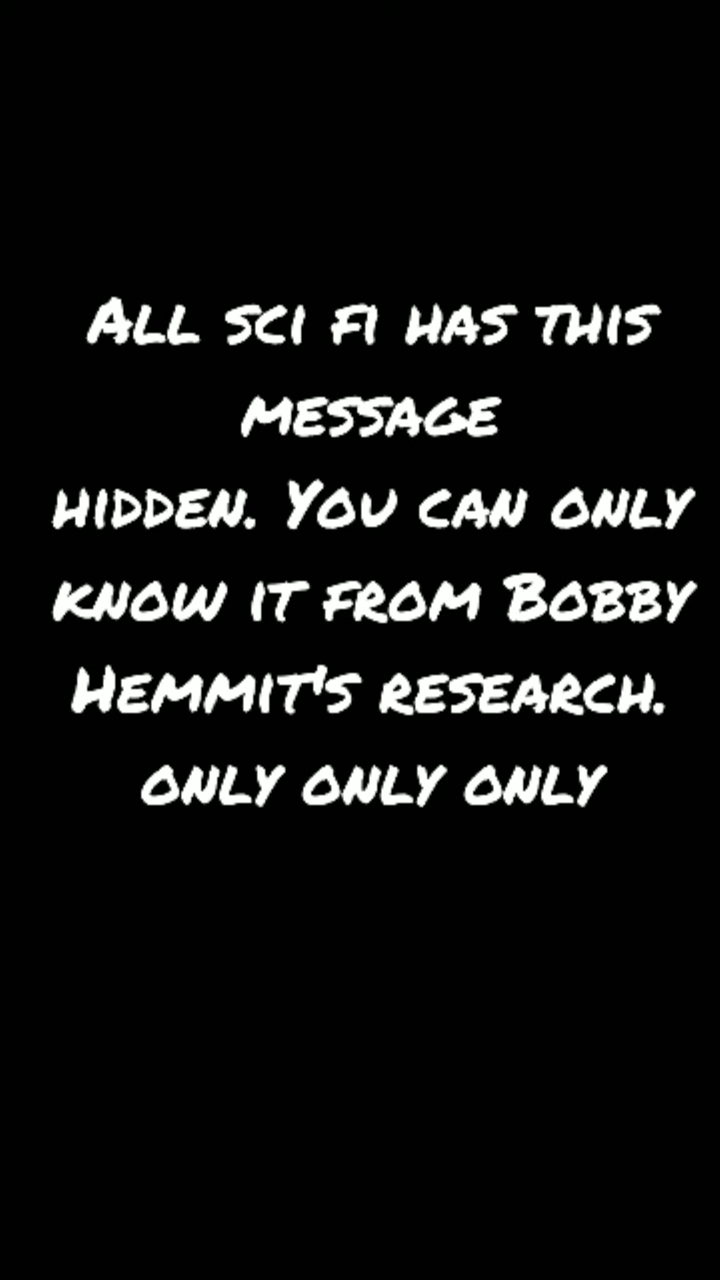 All sci fi has this
message
hidden. You can only
know it from Bobby
Hemmit's research.
only only only